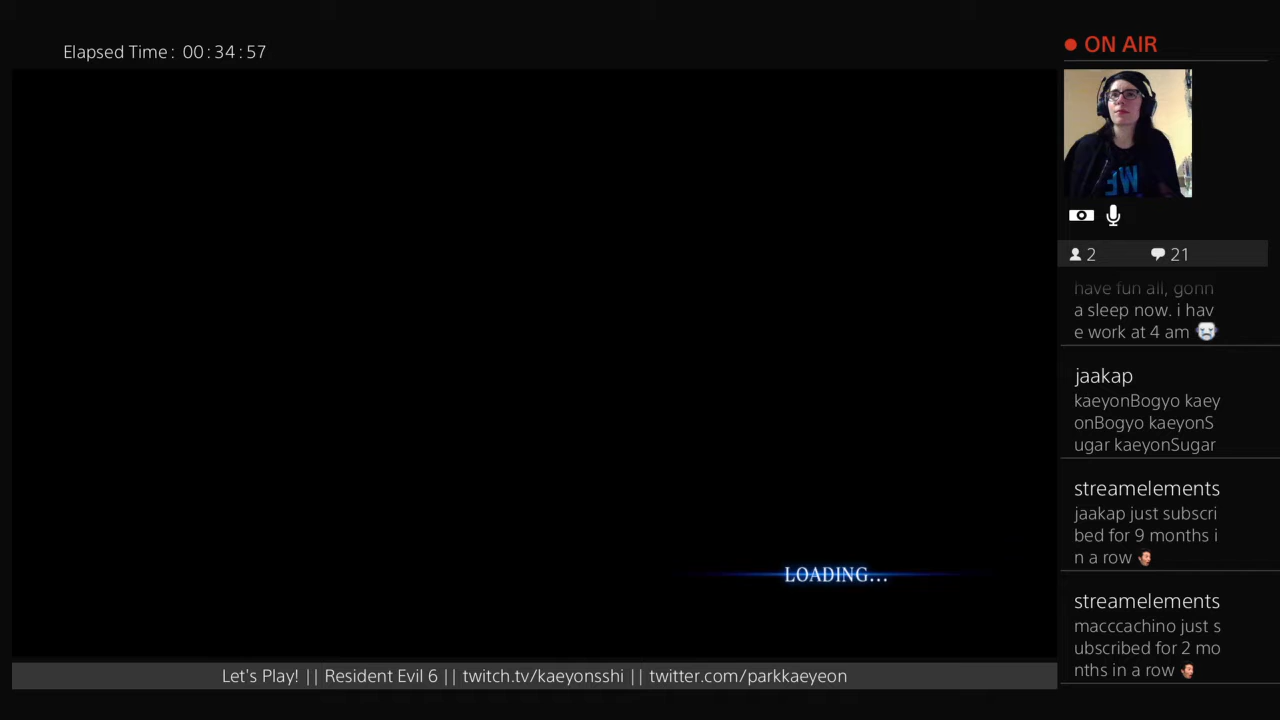 Elapsed Time: 00:34:57
ON AIR
2 21
have fun all, gonn
a sleep now. i hav
e work at 4 am
jaakap
kaeyonBogyo kaey
onBogyo kaeyonS
ugar kaeyonSugar
streamelements
jaakap just subscri
bed for 9 months i
n a row
streamelements
macccachino just s
ubscribed for 2 mo
nths in a row
LOADING...
Let's Play! || Resident Evil 6 || twitch.tv/kaeyonsshi || twitter.com/parkkaeyeon